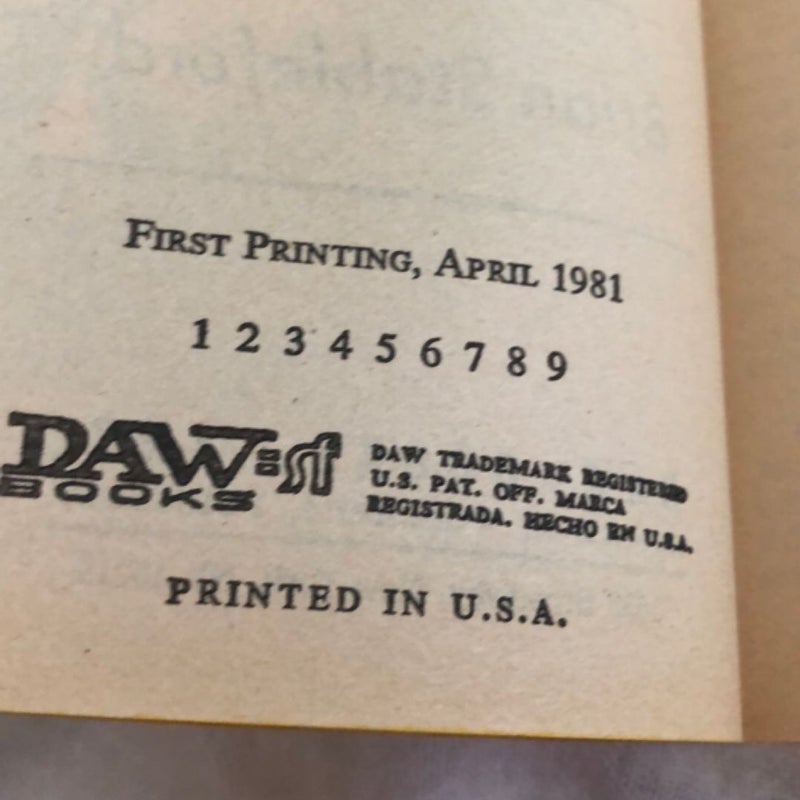 FIRST PRINTING, APRIL 1981
1 2 3 4 5 6 7 8 9
DAW=sf
BOOKS
DAW TRADEMARK REGISTERED
U.S. PAT. OFF. MARCA
REGISTRADA. HECHO EN U.S.A.
PRINTED IN U.S.A.